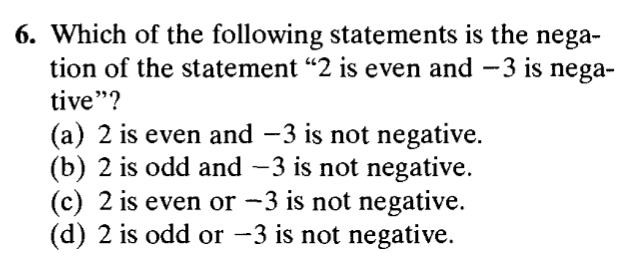 6. Which of the following statements is the nega-
tion of the statement “2 is even and −3 is nega-
tive”?
(a) 2 is even and −3 is not negative.
(b) 2 is odd and −3 is not negative.
(c) 2 is even or −3 is not negative.
(d) 2 is odd or −3 is not negative.